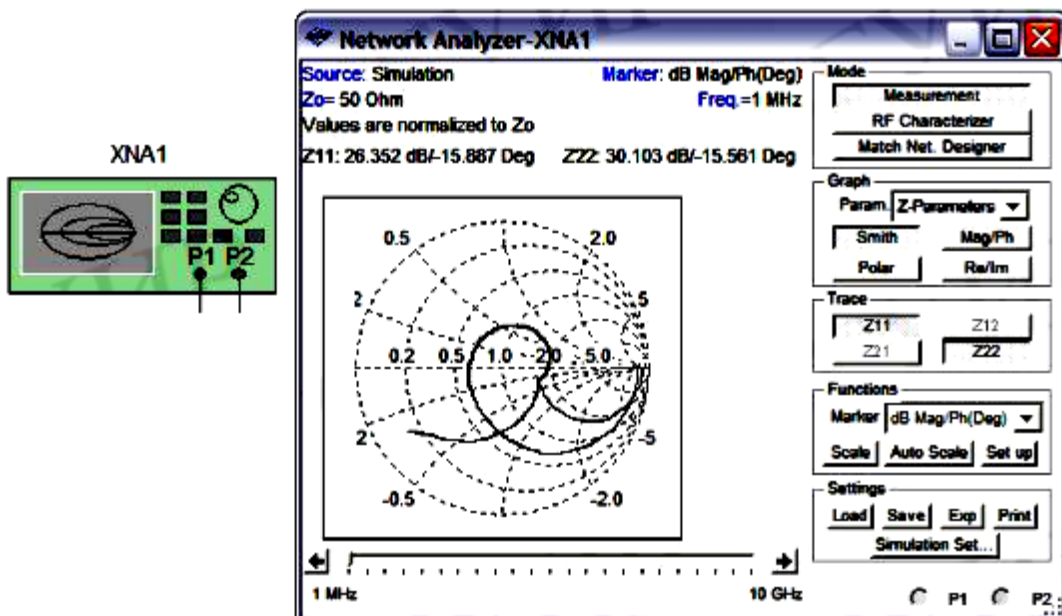 XNA1
P1 P2
Network Analyzer-XNA1
Source: Simulation Marker: dB Mag/Ph(Deg)
Zo= 50 Ohm Freq.=1 MHz
Values are normalized to Zo
Z11: 26.352 dB/-15.887 Deg Z22: 30.103 dB/-15.561 Deg
0.5 2.0
2 5
0.2 0.5 1.0 2.0 5.0
2 -5
-0.5 -2.0
1 MHz 10 GHz
Mode
Measurement
RF Characterizer
Match Net. Designer
Graph
Param. Z-Parameters
Smith Mag/Ph
Polar Re/Im
Trace
Z11 Z12
Z21 Z22
Functions
Marker dB Mag/Ph(Deg)
Scale Auto Scale Set up
Settings
Load Save Exp Print
Simulation Set...
P1 P2